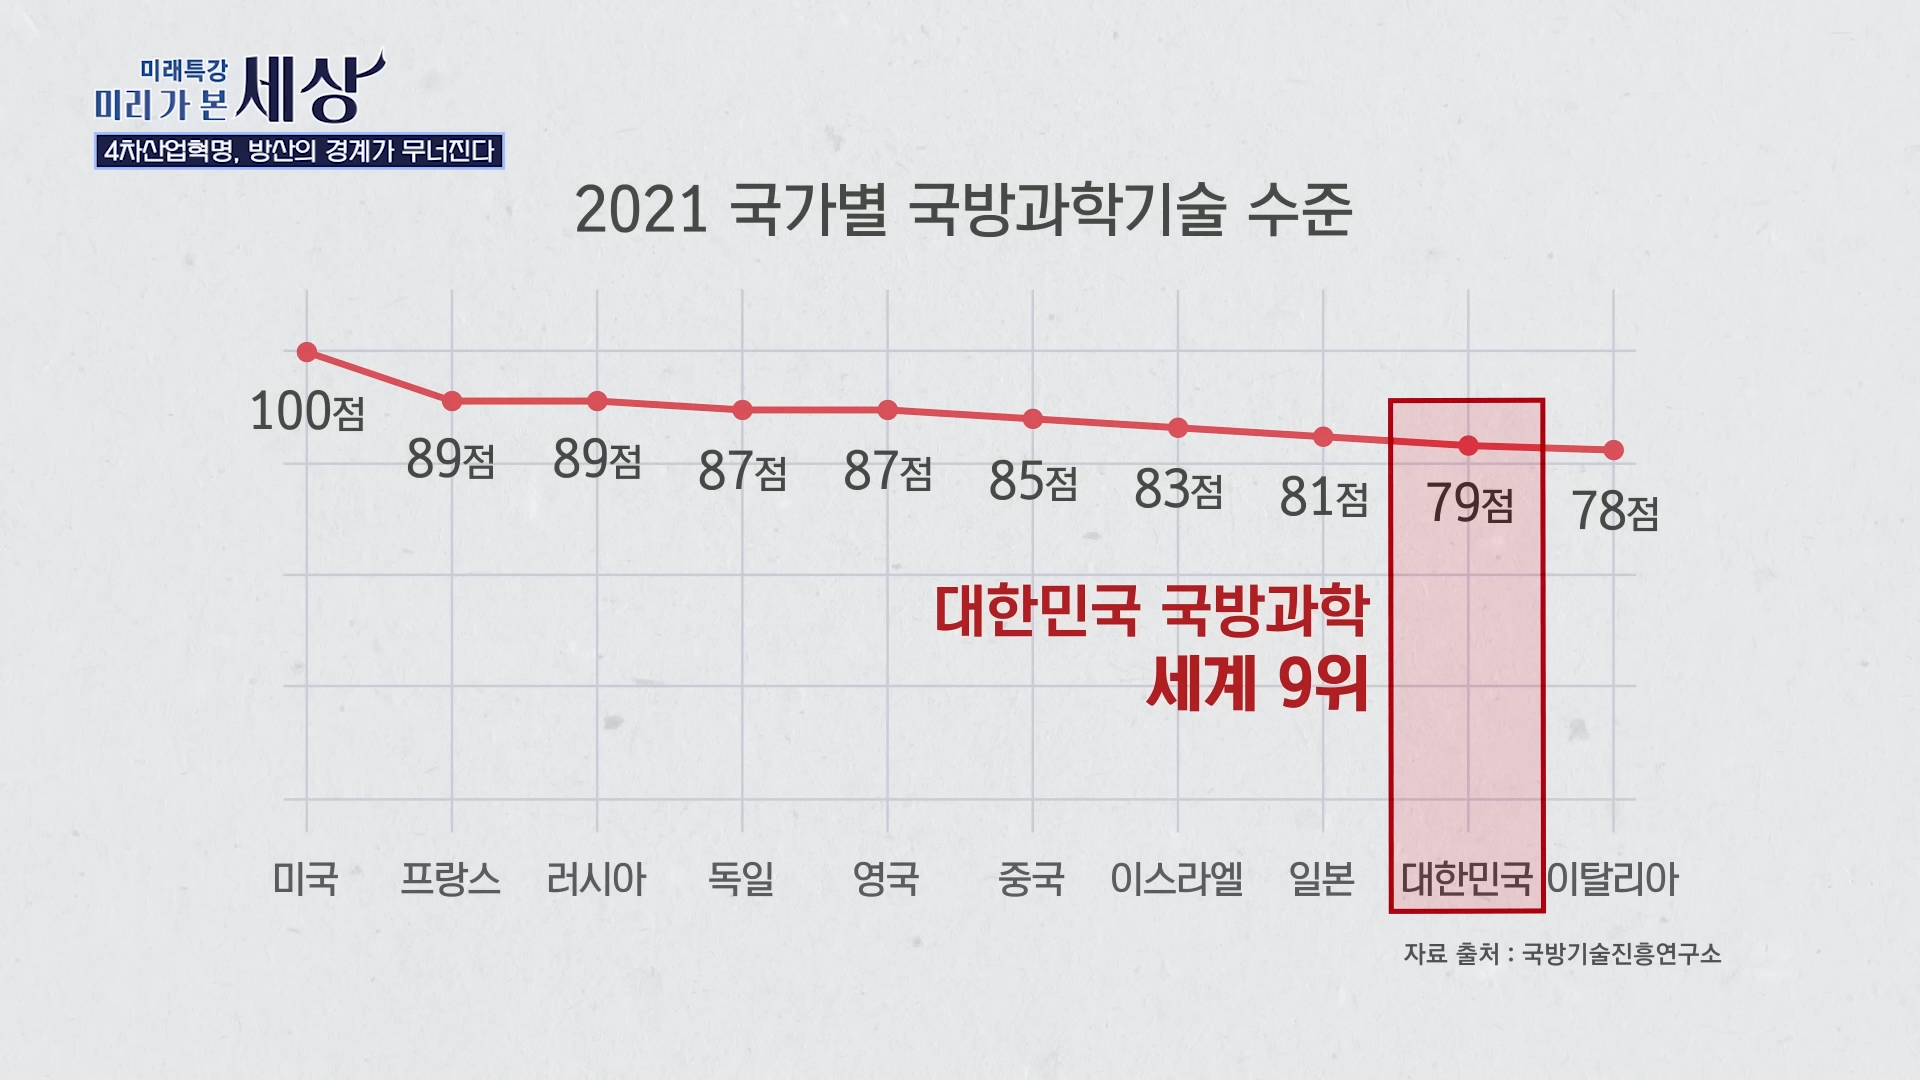 미래특강
미리 가 본 세상
4차산업혁명, 방산의 경계가 무너진다
2021 국가별 국방과학기술 수준
100점
89점
89점
87점
87점
85점
83점
81점
79점
78점
대한민국 국방과학
세계 9위
미국 프랑스 러시아 독일 영국 중국 이스라엘 일본 대한민국 이탈리아
자료 출처 : 국방기술진흥연구소